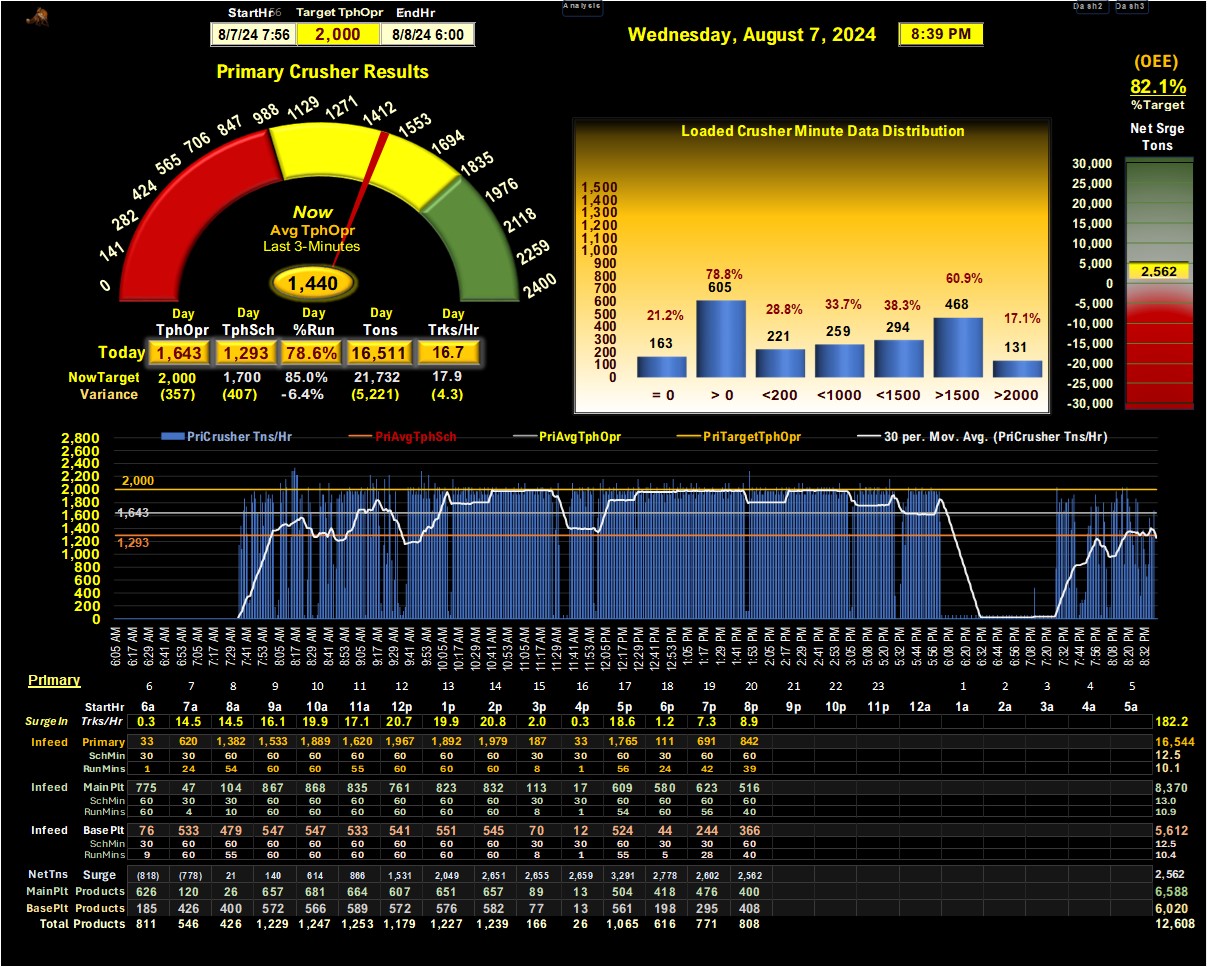 Analysis
Dash2 Dash3
StartHr56 Target TphOpr EndHr
8/7/24 7:56 2,000 8/8/24 6:00
Wednesday, August 7, 2024 8:39 PM
(OEE)
82.1%
%Target
Net Srge
Tons
Primary Crusher Results
0 141 282 424 565 706 847 988 1129 1271 1412 1553 1694 1835 1976 2118 2259 2400
Now
Avg TphOpr
Last 3-Minutes
1,440
Day Day Day Day Day
TphOpr TphSch %Run Tons Trks/Hr
Today 1,643 1,293 78.6% 16,511 16.7
NowTarget 2,000 1,700 85.0% 21,732 17.9
Variance (357) (407) -6.4% (5,221) (4.3)
Loaded Crusher Minute Data Distribution
1,500
1,400
1,300
1,200
1,100
1,000
900
800
700
600
500
400
300
200
100
0
21.2% 78.8% 28.8% 33.7% 38.3% 60.9% 17.1%
163 605 221 259 294 468 131
= 0 > 0 <200 <1000 <1500 >1500 >2000
30,000
25,000
20,000
15,000
10,000
5,000
2,562
0
-5,000
-10,000
-15,000
-20,000
-25,000
-30,000
PriCrusher Tns/Hr PriAvgTphSch PriAvgTphOpr PriTargetTphOpr 30 per. Mov. Avg. (PriCrusher Tns/Hr)
2,800
2,600
2,400
2,200
2,000
1,800
1,600
1,400
1,200
1,000
800
600
400
200
0
2,000
1,643
1,293
6:05 AM 6:17 AM 6:29 AM 6:41 AM 6:53 AM 7:05 AM 7:17 AM 7:29 AM 7:41 AM 7:53 AM 8:05 AM 8:17 AM 8:29 AM 8:41 AM 8:53 AM 9:05 AM 9:17 AM 9:29 AM 9:41 AM 9:53 AM 10:05 AM 10:17 AM 10:29 AM 10:41 AM 10:53 AM 11:05 AM 11:17 AM 11:29 AM 11:41 AM 11:53 AM 12:05 PM 12:17 PM 12:29 PM 12:41 PM 12:53 PM 1:05 PM 1:17 PM 1:29 PM 1:41 PM 1:53 PM 2:05 PM 2:17 PM 2:29 PM 2:41 PM 2:53 PM 3:05 PM 5:08 PM 5:20 PM 5:32 PM 5:44 PM 5:56 PM 6:08 PM 6:20 PM 6:32 PM 6:44 PM 6:56 PM 7:08 PM 7:20 PM 7:32 PM 7:44 PM 7:56 PM 8:08 PM 8:20 PM 8:32 PM
Primary 6 7 8 9 10 11 12 13 14 15 16 17 18 19 20 21 22 23 1 2 3 4 5
StartHr 6a 7a 8a 9a 10a 11a 12p 1p 2p 3p 4p 5p 6p 7p 8p 9p 10p 11p 12a 1a 2a 3a 4a 5a
SurgeIn Trks/Hr 0.3 14.5 14.5 16.1 19.9 17.1 20.7 19.9 20.8 2.0 0.3 18.6 1.2 7.3 8.9 182.2
Infeed Primary 33 620 1,382 1,533 1,889 1,620 1,967 1,892 1,979 187 33 1,765 111 691 842 16,544
SchMin 30 30 60 60 60 60 60 60 60 30 30 60 30 60 60 12.5
RunMins 1 24 54 60 60 55 60 60 60 8 1 56 24 42 39 10.1
Infeed Main Plt 775 47 104 867 868 835 761 823 832 113 17 609 580 623 516 8,370
SchMin 60 30 30 60 60 60 60 60 60 30 30 60 60 60 60 13.0
RunMins 60 4 10 60 60 60 60 60 60 8 1 54 60 56 40 10.9
Infeed Base Plt 76 533 479 547 547 533 541 551 545 70 12 524 44 244 366 5,612
SchMin 30 60 60 60 60 60 60 60 60 30 30 60 30 60 60 12.5
RunMins 9 60 55 60 60 60 60 60 60 8 1 55 5 28 40 10.4
NetTns Surge (818) (778) 21 140 614 866 1,531 2,049 2,651 2,655 2,659 3,291 2,778 2,602 2,562 2,562
MainPlt Products 626 120 26 657 681 664 607 651 657 89 13 504 418 476 400 6,588
BasePlt Products 185 426 400 572 566 589 572 576 582 77 13 561 198 295 408 6,020
Total Products 811 546 426 1,229 1,247 1,253 1,179 1,227 1,239 166 26 1,065 616 771 808 12,608